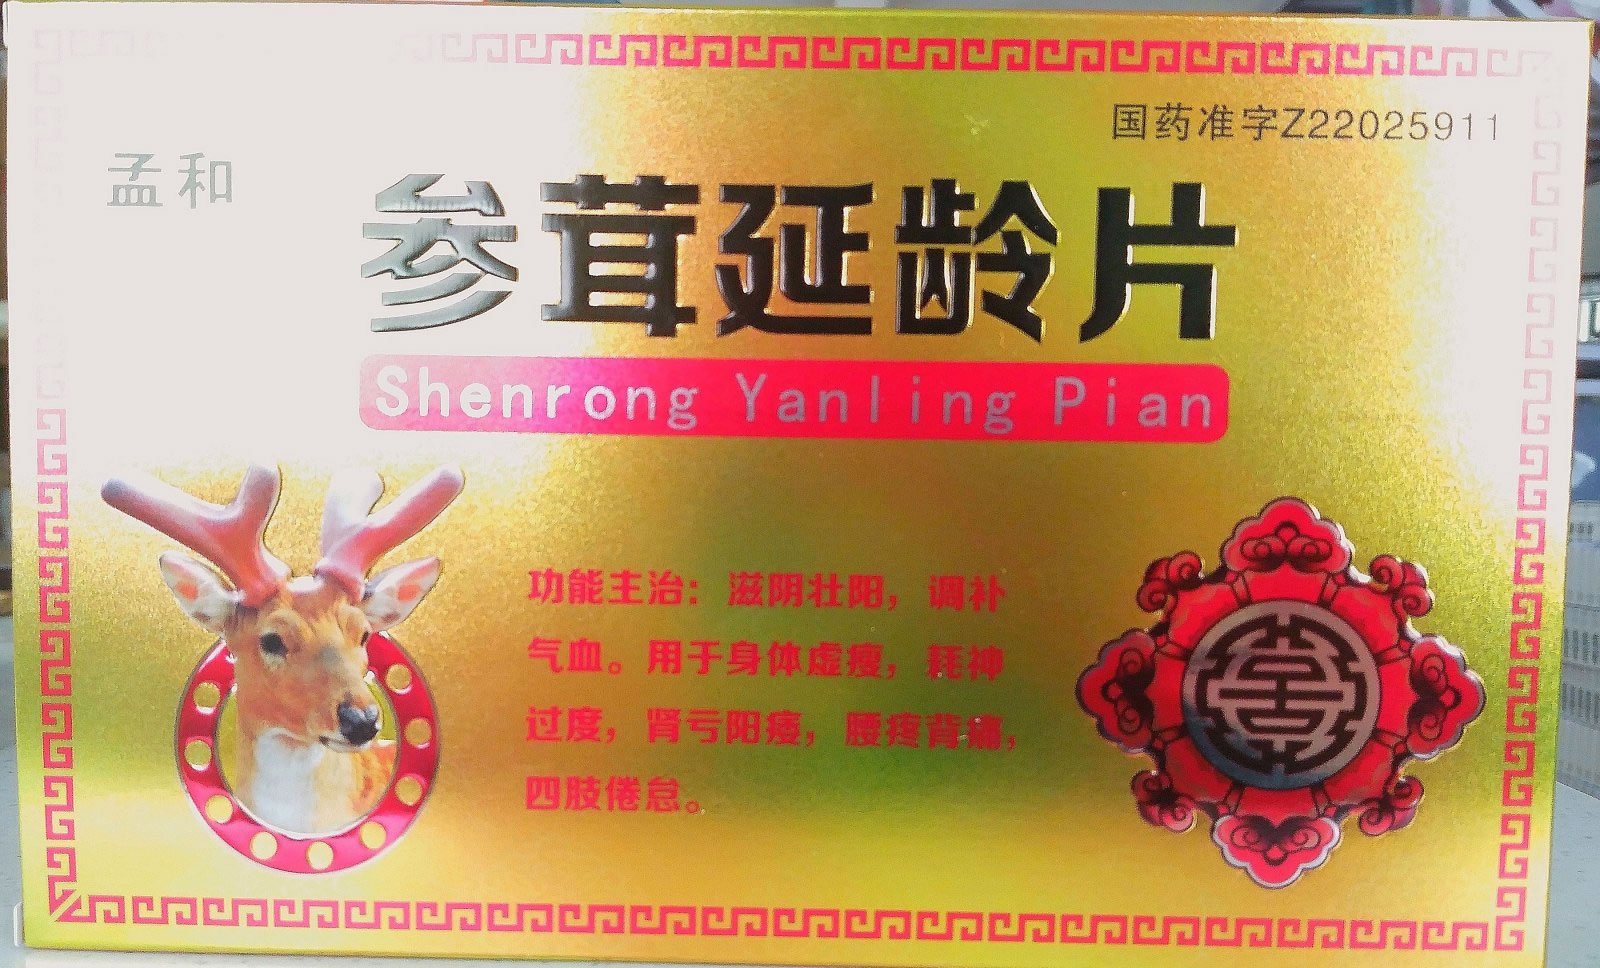 国药准字Z22025911
孟和
参茸延龄片
Shenrong Yanling Pian
功能主治：滋阴壮阳，调补
气血。用于身体虚瘦，耗神
过度，肾亏阳痿，腰疼背痛，
四肢倦怠。